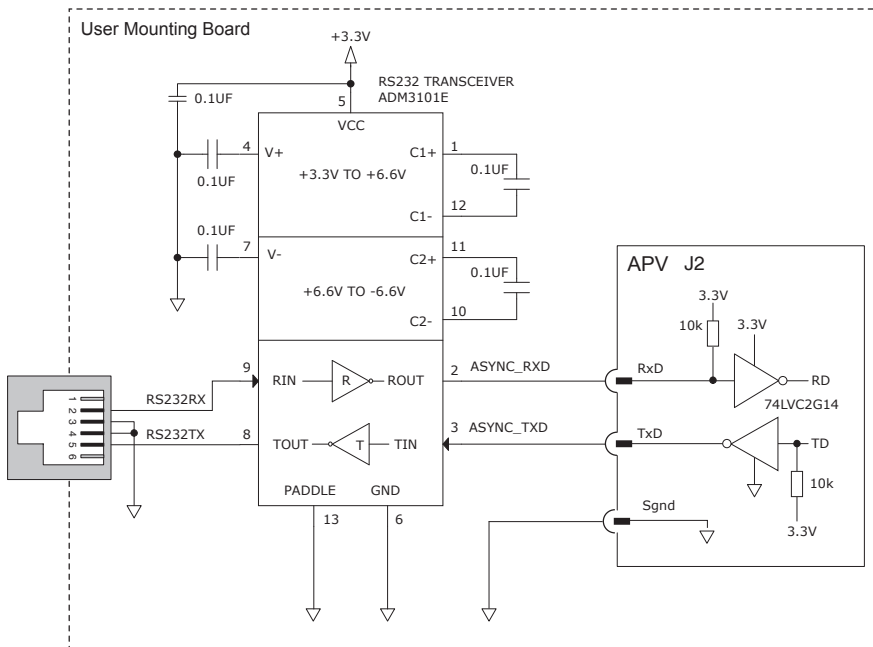 User Mounting Board
+3.3V
RS232 TRANSCEIVER
ADM3101E
0.1UF
5
VCC
4
V+
C1+
1
0.1UF
+3.3V TO +6.6V
0.1UF
C1-
12
0.1UF
7
V-
C2+
11
+6.6V TO -6.6V
0.1UF
C2-
10
APV J2
3.3V
10k
3.3V
9
RIN
R
ROUT
2
ASYNC_RXD
RxD
RD
74LVC2G14
1
2
3
4
5
6
RS232RX
RS232TX
8
TOUT
T
TIN
3
ASYNC_TXD
TxD
TD
10k
3.3V
PADDLE
GND
13
6
Sgnd